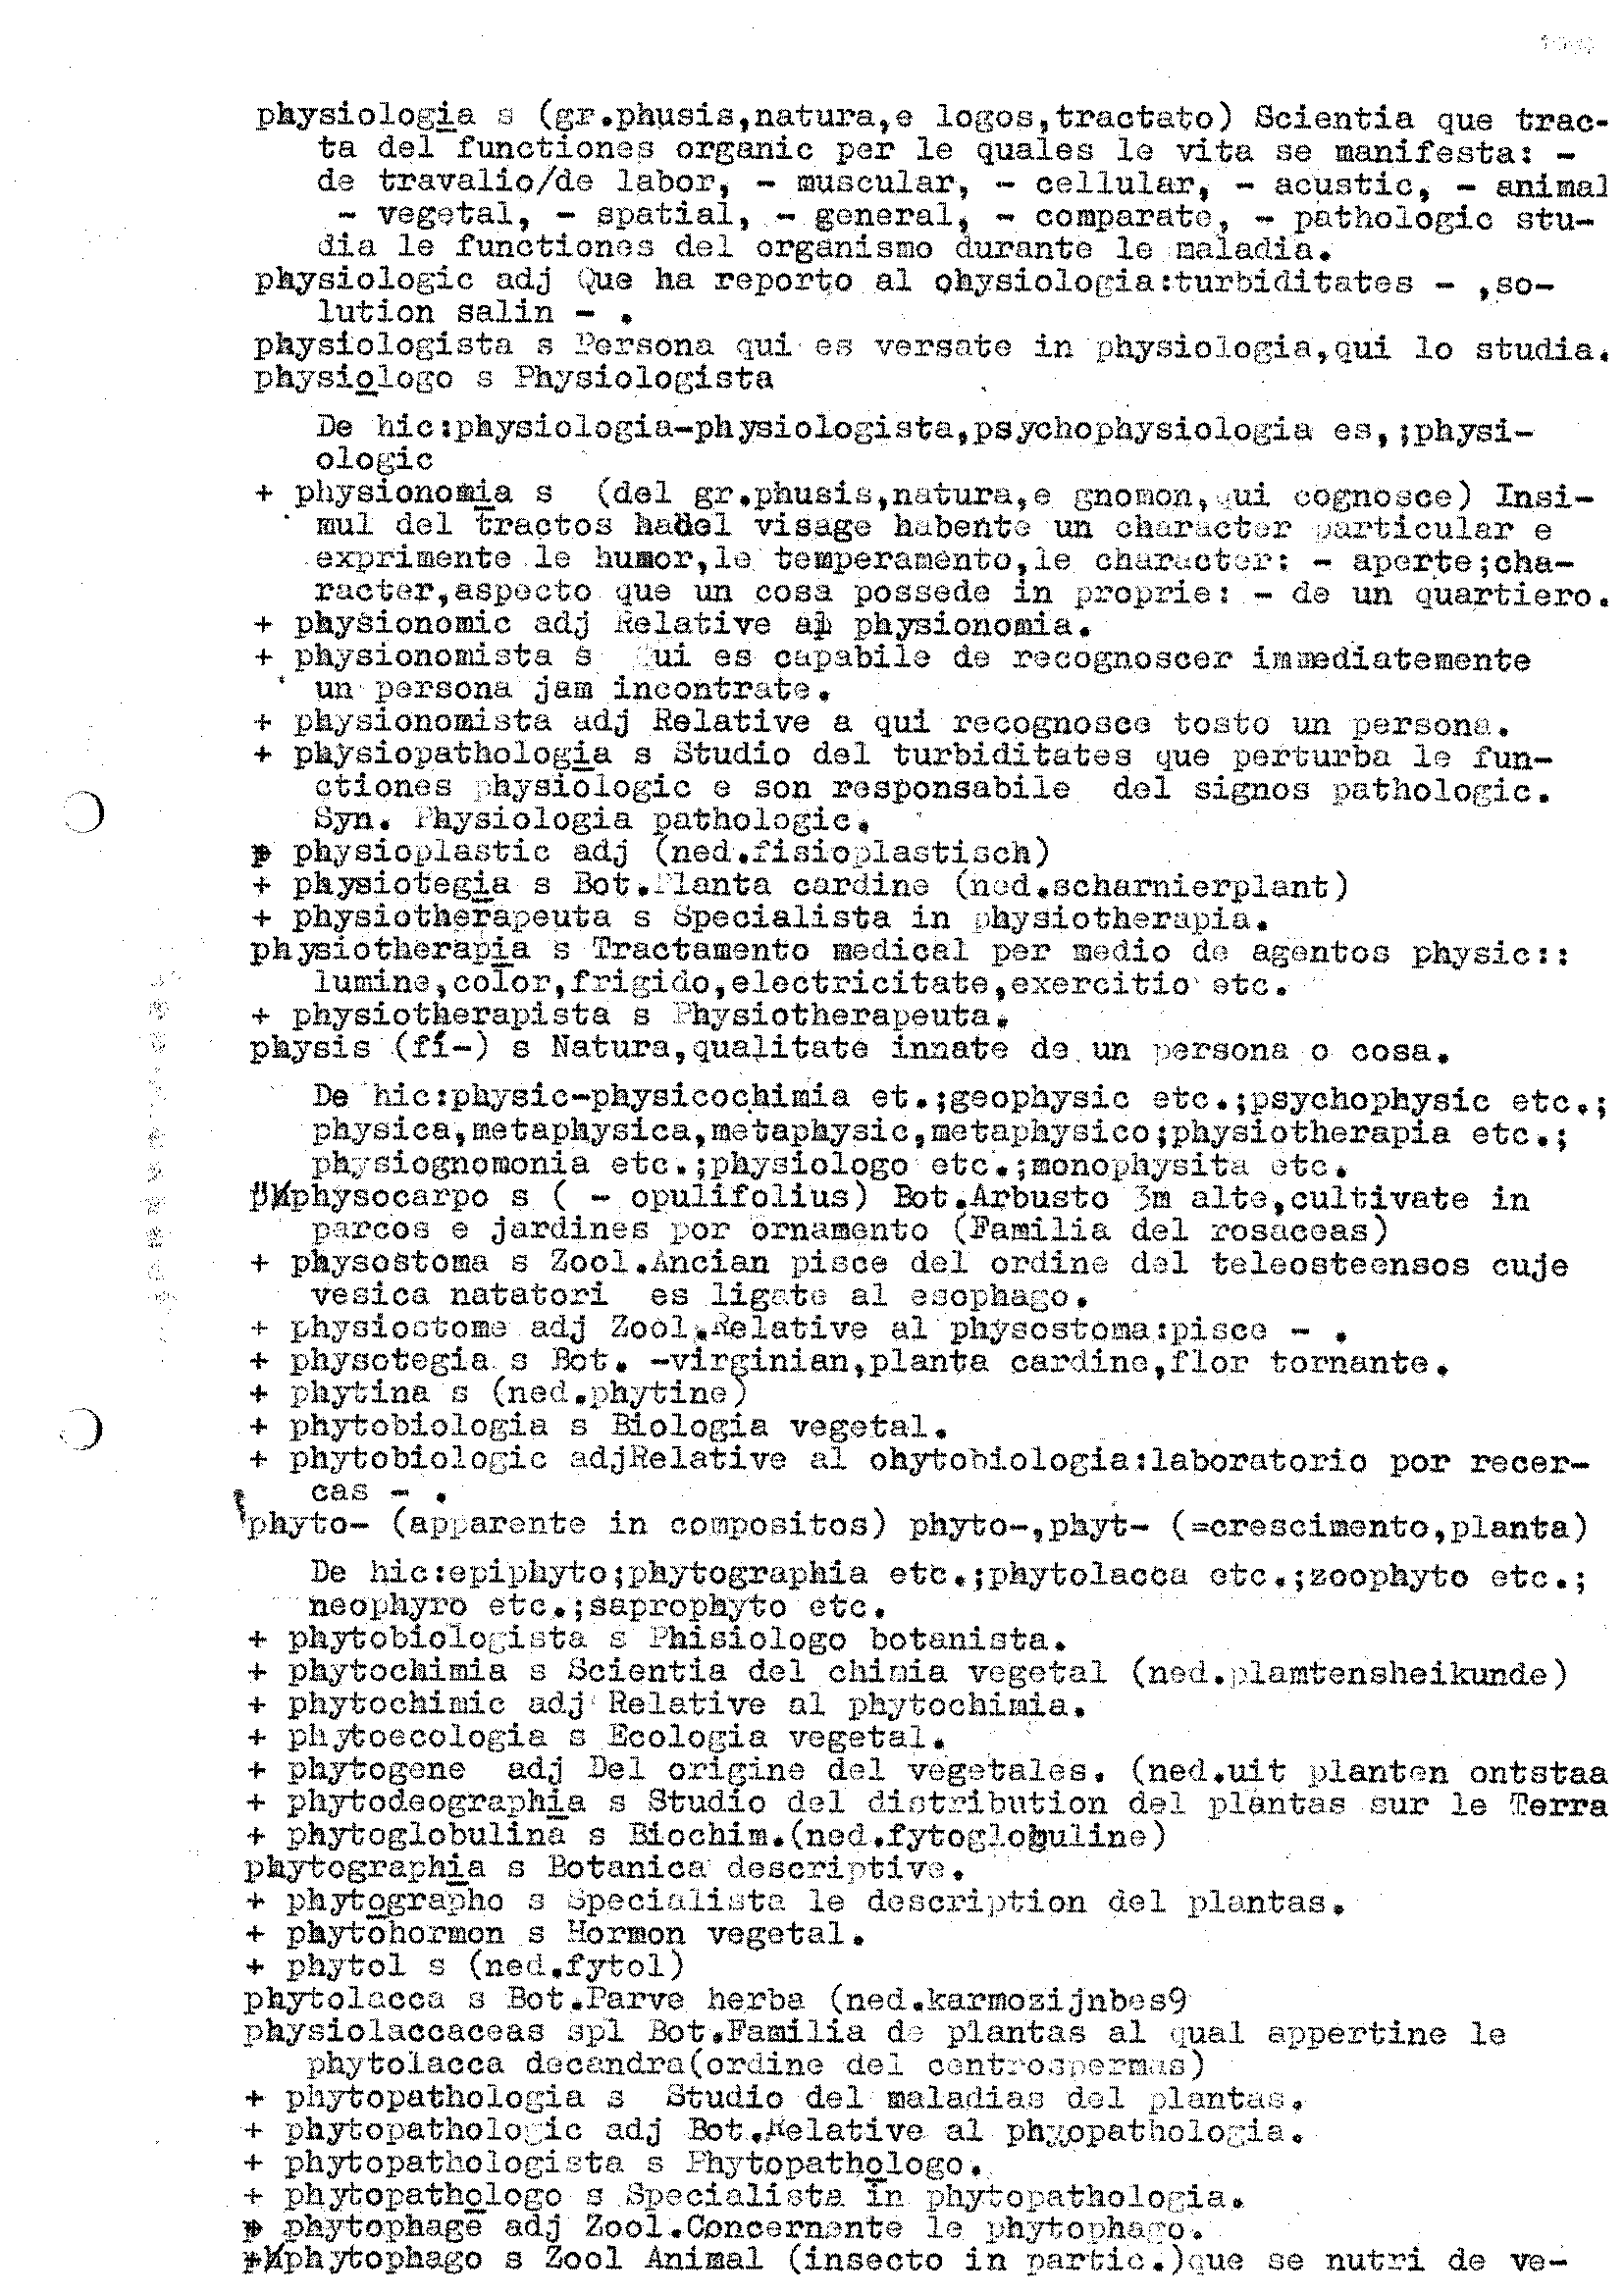 physiologia s (gr.phusis,natura,e logos,tractato) Scientia que trac-
ta del functiones organic per le quales le vita se manifesta: -
de travalio/de labor, - muscular, - cellular, - acustic, - animal
- vegetal, - spatial, - general, - comparate, - pathologic stu-
dia le functiones del organismo durante le maladia.
physiologic adj Que ha reporto al ohysiologia:turbiditates - ,so-
lution salin - .
physiologista s Persona qui es versate in physiologia,qui lo studia.
physiologo s Physiologista
De hic:physiologia-physiologista,psychophysiologia es,;physi-
ologic
+ physionomia s (del gr.phusis,natura,e gnomon,qui cognosce) Insi-
mul del tractos hadel visage habente un character particular e
exprimente le humor,le temperamento,le character: - aperte;cha-
racter,aspecto que un cosa possede in proprie: - de un quartiero.
+ physionomic adj Relative al physionomia.
+ physionomista s Qui es capabile de recognoscer immediatemente
un persona jam incontrate.
+ physionomista adj Relative a qui recognosce tosto un persona.
+ physiopathologia s Studio del turbiditates que perturba le fun-
ctiones physiologic e son responsabile del signos pathologic.
Syn. Physiologia pathologic.
+ physioplastic adj (ned.fisioplastisch)
+ physiotegia s Bot.Planta cardine (ned.scharnierplant)
+ physiotherapeuta s Specialista in physiotherapia.
physiotherapia s Tractamento medical per medio de agentos physic::
lumine,color,frigido,electricitate,exercitio etc.
+ physiotherapista s Physiotherapeuta.
physis (fí-) s Natura,qualitate innate de un persona o cosa.
De hic:physic-physicochimia et.;geophysic etc.;psychophysic etc.;
physica,metaphysica,metaphysic,metaphysico;physiotherapia etc.;
physiognomonia etc.;physiologo etc.;monophysita etc.
physocarpo s ( - opulifolius) Bot.Arbusto 3m alte,cultivate in
parcos e jardines por ornamento (Familia del rosaceas)
+ physostoma s Zool.Ancian pisce del ordine del teleosteensos cuje
vesica natatori es ligate al esophago.
+ physiostome adj Zool.Relative al physostoma:pisce - .
+ physotegia s Bot. -virginian,planta cardine,flor tornante.
+ phytina s (ned.phytine)
+ phytobiologia s Biologia vegetal.
+ phytobiologic adjRelative al ohytobiologia:laboratorio por recer-
cas - .
phyto- (apparente in compositos) phyto-,phyt- (=crescimento,planta)
De hic:epiphyto;phytographia etc.;phytolacca etc.;zoophyto etc.;
neophyro etc.;saprophyto etc.
+ phytobiologista s Phisiologo botanista.
+ phytochimia s Scientia del chimia vegetal (ned.plamtensheikunde)
+ phytochimic adj Relative al phytochimia.
+ phytoecologia s Ecologia vegetal.
+ phytogene adj Del origine del vegetales. (ned.uit planten ontstaa
+ phytodeographia s Studio del distribution del plantas sur le Terra
+ phytoglobulina s Biochim.(ned.fytoglobuline)
phytographia s Botanica descriptive.
+ phytographo s Specialista le description del plantas.
+ phytohormon s Hormon vegetal.
+ phytol s (ned.fytol)
phytolacca s Bot.Parve herba (ned.karmozijnbes9
physiolaccaceas spl Bot.Familia de plantas al qual appertine le
phytolacca decandra(ordine del centrospermas)
+ phytopathologia s Studio del maladias del plantas.
+ phytopathologic adj Bot.Relative al phyopathologia.
+ phytopathologista s Phytopathologo.
+ phytopathologo s Specialista in phytopathologia.
+ phytophage adj Zool.Concernente le phytophago.
+ phytophago s Zool Animal (insecto in partic.)que se nutri de ve-